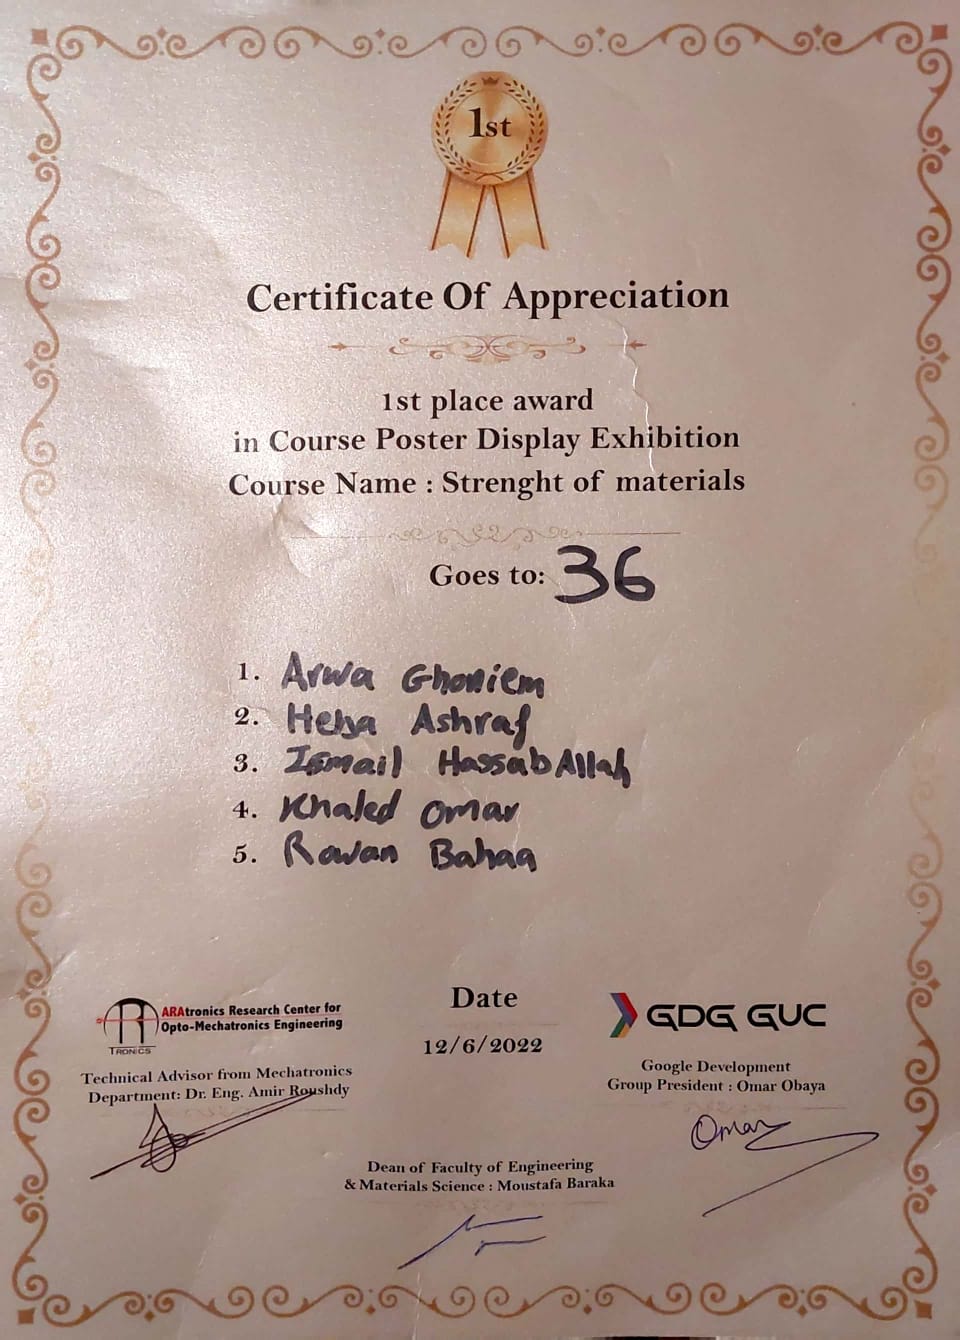 1st
Certificate Of Appreciation
1st place award
in Course Poster Display Exhibition
Course Name : Strenght of materials
Goes to: 36
1. Arwa Ghoniem
2. Heba Ashraf
3. Ismail HassabAllah
4. Khaled Omar
5. Rowan Bahaa
ARAtronics Research Center for
Opto-Mechatronics Engineering
TRONICS
Technical Advisor from Mechatronics
Department: Dr. Eng. Amir Roushdy
Date
12/6/2022
GDG GUC
Google Development
Group President : Omar Obaya
Omar
Dean of Faculty of Engineering
& Materials Science : Moustafa Baraka